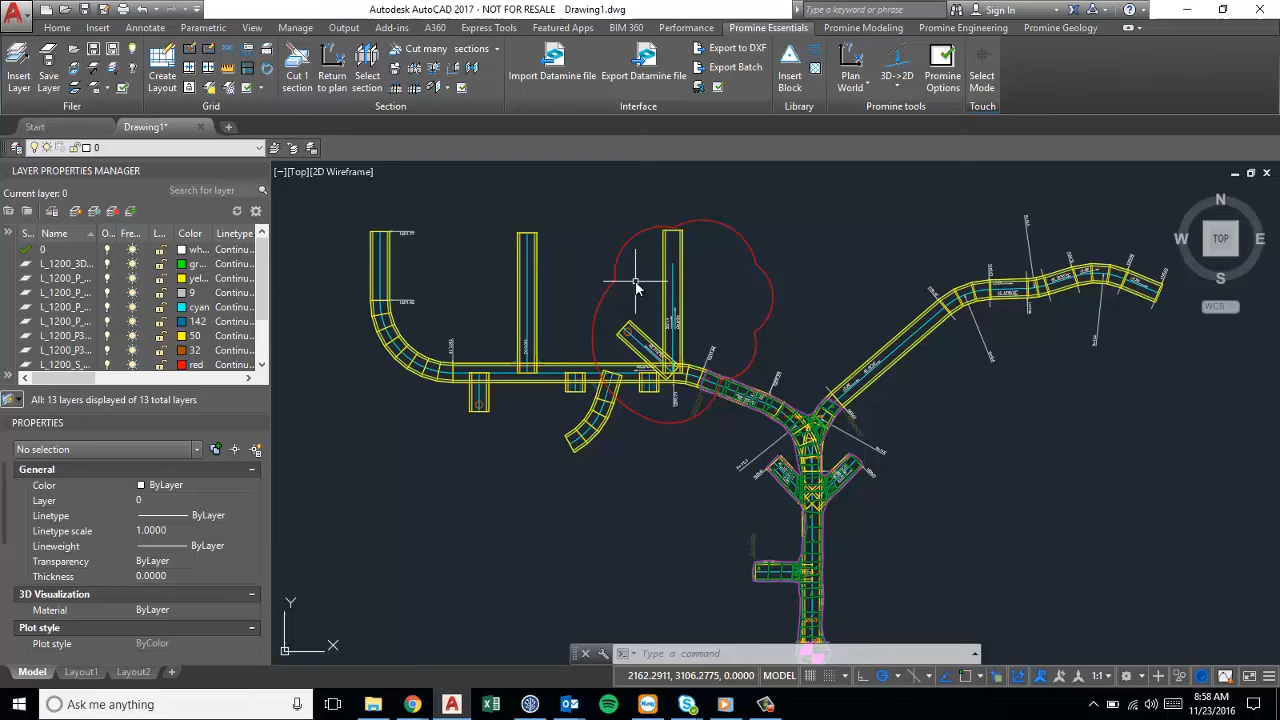 Autodesk AutoCAD 2017 - NOT FOR RESALE Drawing1.dwg
Type a keyword or phrase
Sign In
Home Insert Annotate Parametric View Manage Output Add-ins A360 Express Tools Featured Apps BIM 360 Performance Promine Essentials Promine Modeling Promine Engineering Promine Geology
Insert Layer
Save Layer
Filer
Create Layout
Grid
Cut 1 section
Return to plan
Select section
Cut many sections
Section
Import Datamine file
Export Datamine file
Export to DXF
Export Batch
Interface
Insert Block
Library
Plan World
3D->2D
Promine Options
Promine tools
Select Mode
Touch
Start
Drawing1*
0
LAYER PROPERTIES MANAGER
Current layer: 0
Search for layer
S... Name O.. Fre... L... Color Linetype
0 wh... Continu...
L_1200_3D... gr... Continu...
L_1200_P... yel... Continu...
L_1200_P... 9 Continu...
L_1200_P... cyan Continu...
L_1200_P... 142 Continu...
L_1200_P3... 50 Continu...
L_1200_P3... 32 Continu...
L_1200_S_... red Continu...
All: 13 layers displayed of 13 total layers
PROPERTIES
No selection
General
Color ByLayer
Layer 0
Linetype ByLayer
Linetype scale 1.0000
Lineweight ByLayer
Transparency ByLayer
Thickness 0.0000
3D Visualization
Material ByLayer
Plot style
Plot style ByColor
[−][Top][2D Wireframe]
N
W TOP E
S
WCS
Y
X
Type a command
Model Layout1 Layout2
2162.2911, 3106.2775, 0.0000 MODEL
1:1
Ask me anything
8:58 AM
11/23/2016